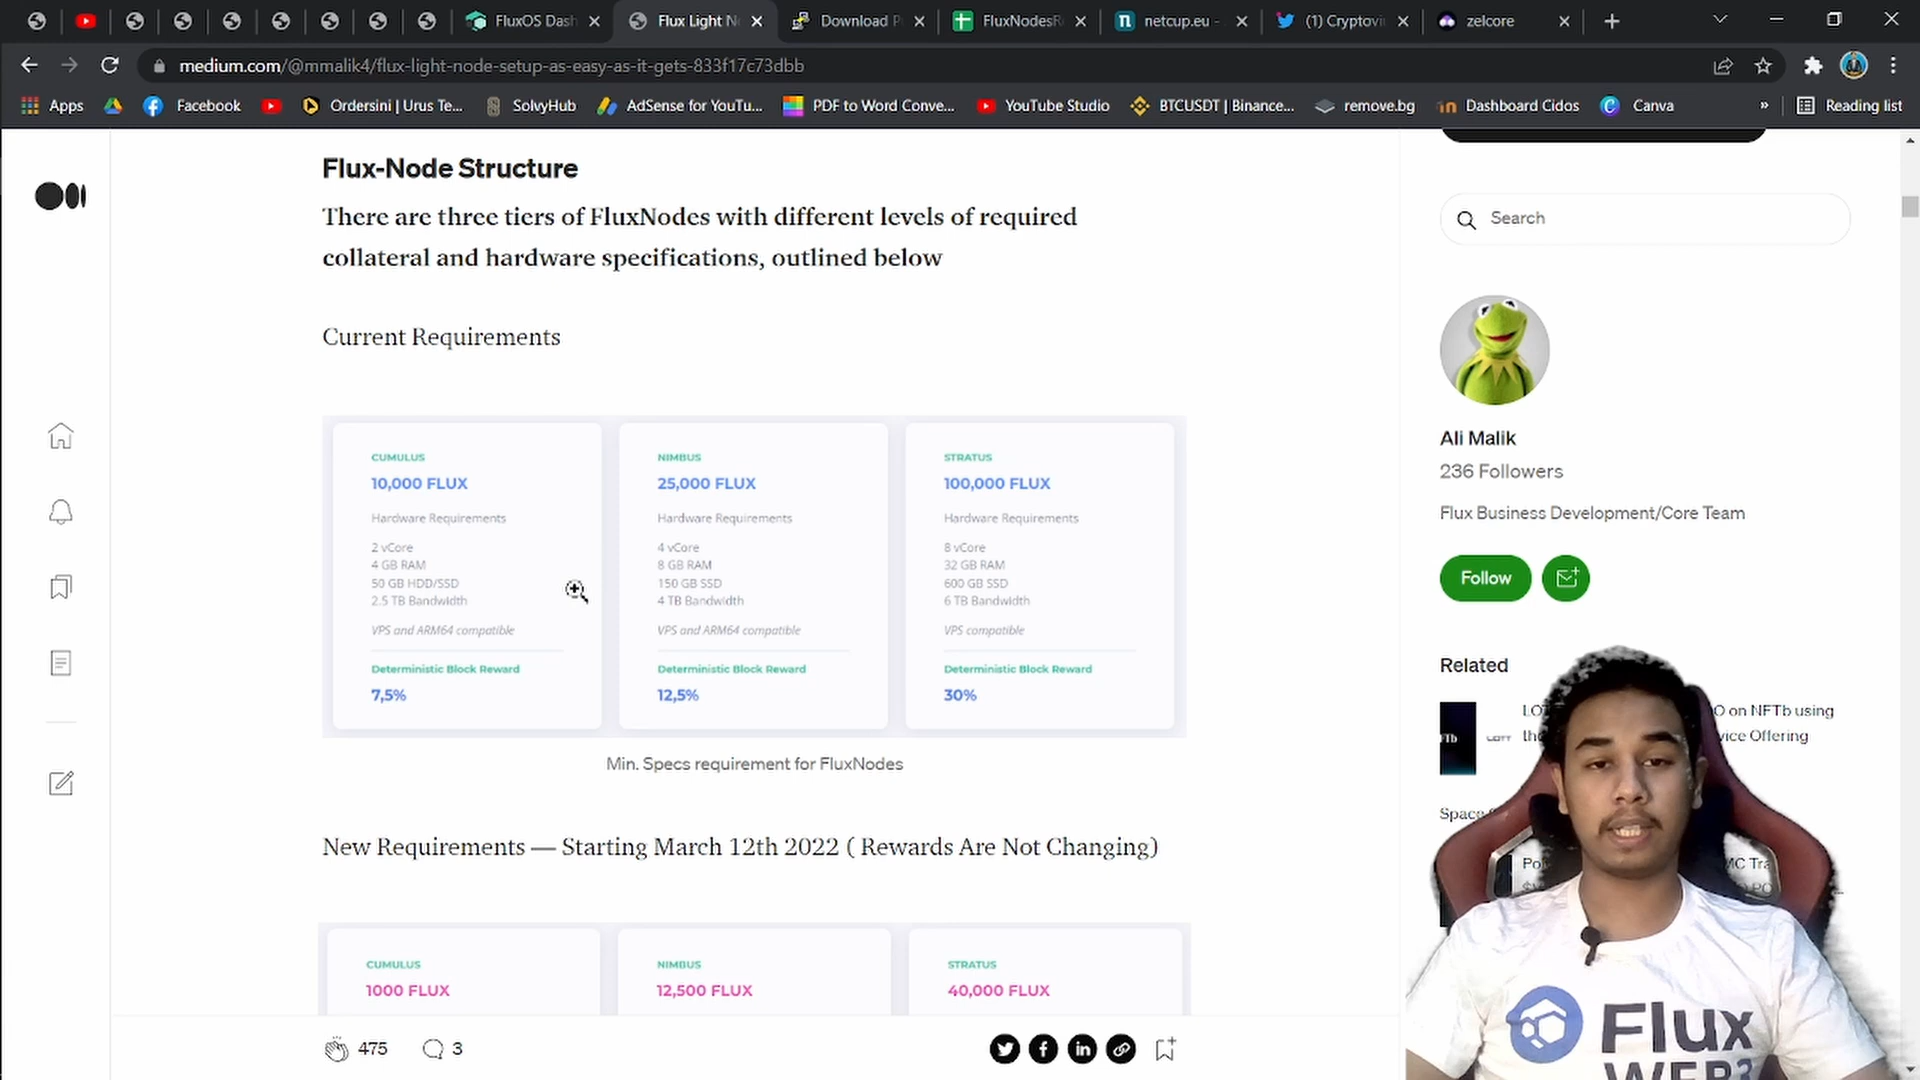 FluxOS Dash
Flux Light N
Download P
FluxNodesR
netcup.eu -
(1) Cryptovi
zelcore
medium.com/@mmalik4/flux-light-node-setup-as-easy-as-it-gets-833f17c73dbb
Apps
Facebook
Ordersini | Urus Te...
SolvyHub
AdSense for YouTu...
PDF to Word Conve...
YouTube Studio
BTCUSDT | Binance...
remove.bg
Dashboard Cidos
Canva
»
Reading list
Flux-Node Structure
There are three tiers of FluxNodes with different levels of required
collateral and hardware specifications, outlined below
Current Requirements
CUMULUS
10,000 FLUX
Hardware Requirements
2 vCore
4 GB RAM
50 GB HDD/SSD
2.5 TB Bandwidth
VPS and ARM64 compatible
Deterministic Block Reward
7,5%
NIMBUS
25,000 FLUX
Hardware Requirements
4 vCore
8 GB RAM
150 GB SSD
4 TB Bandwidth
VPS and ARM64 compatible
Deterministic Block Reward
12,5%
STRATUS
100,000 FLUX
Hardware Requirements
8 vCore
32 GB RAM
600 GB SSD
6 TB Bandwidth
VPS compatible
Deterministic Block Reward
30%
Min. Specs requirement for FluxNodes
New Requirements — Starting March 12th 2022 ( Rewards Are Not Changing)
CUMULUS
1000 FLUX
NIMBUS
12,500 FLUX
STRATUS
40,000 FLUX
475
3
Search
Ali Malik
236 Followers
Flux Business Development/Core Team
Follow
Related
O on NFTb using
vice Offering
Space
Flux
WEB3